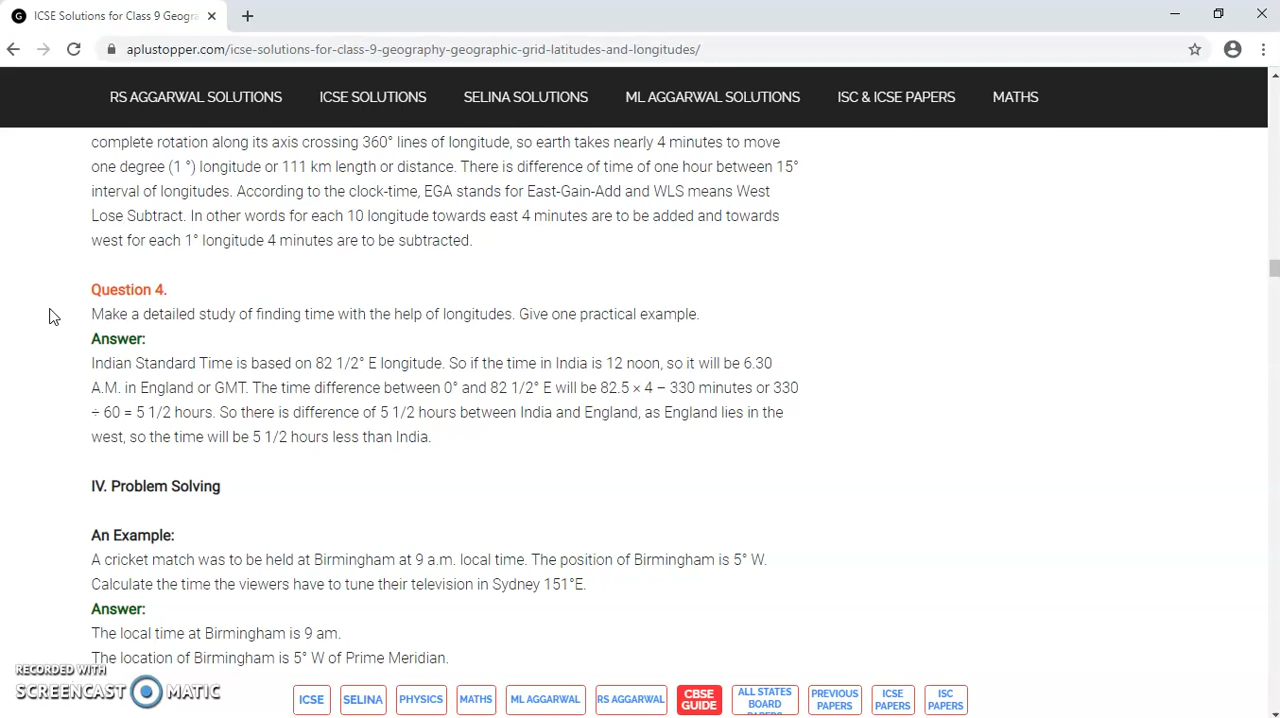 ICSE Solutions for Class 9 Geogra
aplustopper.com/icse-solutions-for-class-9-geography-geographic-grid-latitudes-and-longitudes/
RS AGGARWAL SOLUTIONS ICSE SOLUTIONS SELINA SOLUTIONS ML AGGARWAL SOLUTIONS ISC & ICSE PAPERS MATHS
complete rotation along its axis crossing 360° lines of longitude, so earth takes nearly 4 minutes to move
one degree (1 °) longitude or 111 km length or distance. There is difference of time of one hour between 15°
interval of longitudes. According to the clock-time, EGA stands for East-Gain-Add and WLS means West
Lose Subtract. In other words for each 10 longitude towards east 4 minutes are to be added and towards
west for each 1° longitude 4 minutes are to be subtracted.
Question 4.
Make a detailed study of finding time with the help of longitudes. Give one practical example.
Answer:
Indian Standard Time is based on 82 1/2° E longitude. So if the time in India is 12 noon, so it will be 6.30
A.M. in England or GMT. The time difference between 0° and 82 1/2° E will be 82.5 × 4 – 330 minutes or 330
÷ 60 = 5 1/2 hours. So there is difference of 5 1/2 hours between India and England, as England lies in the
west, so the time will be 5 1/2 hours less than India.
IV. Problem Solving
An Example:
A cricket match was to be held at Birmingham at 9 a.m. local time. The position of Birmingham is 5° W.
Calculate the time the viewers have to tune their television in Sydney 151°E.
Answer:
The local time at Birmingham is 9 am.
The location of Birmingham is 5° W of Prime Meridian.
RECORDED WITH
SCREENCAST MATIC
ICSE SELINA PHYSICS MATHS ML AGGARWAL RS AGGARWAL CBSE GUIDE ALL STATES BOARD PAPERS PREVIOUS PAPERS ICSE PAPERS ISC PAPERS